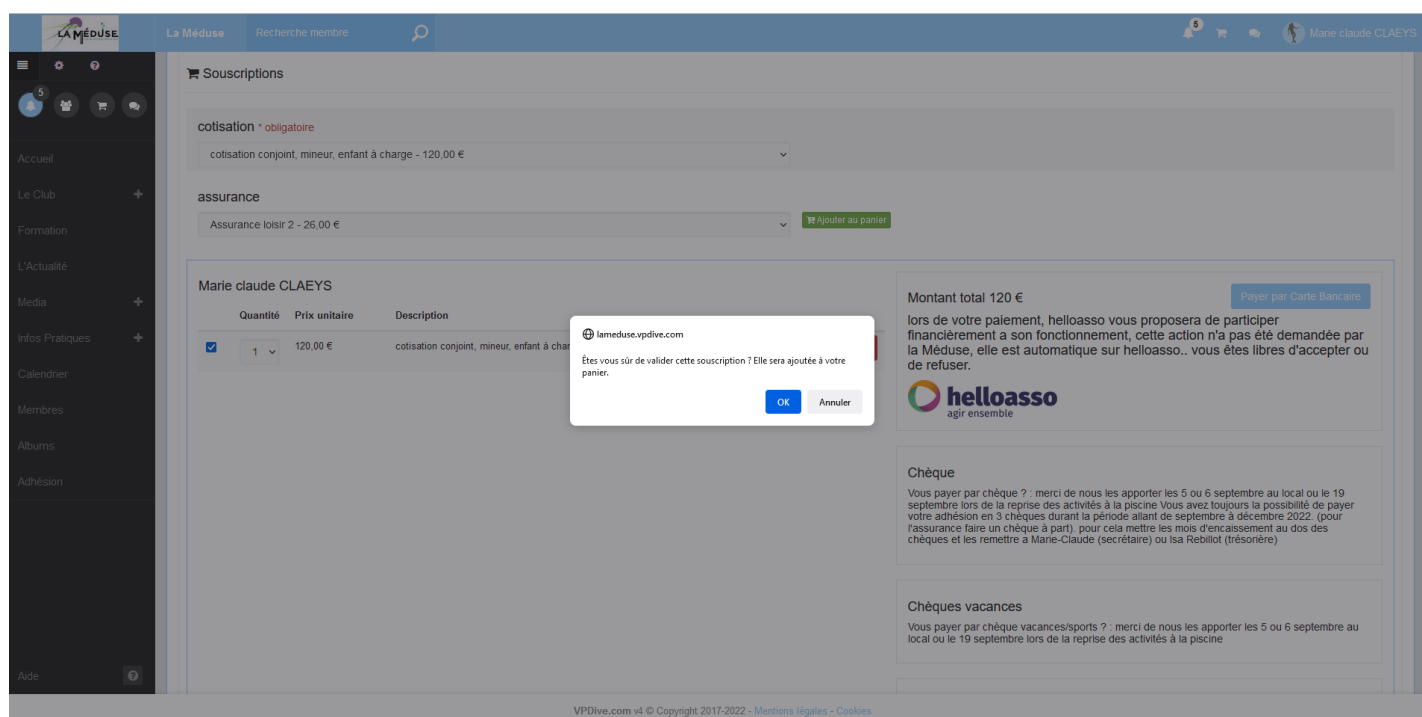 LA MÉDUSE
La Méduse
Recherche membre
5
Marie claude CLAEYS
5
Accueil
Le Club
Formation
L'Actualité
Media
Infos Pratiques
Calendrier
Membres
Albums
Adhésion
Aide
Souscriptions
cotisation * obligatoire
cotisation conjoint, mineur, enfant à charge - 120,00 €
assurance
Assurance loisir 2 - 26,00 €
Ajouter au panier
Marie claude CLAEYS
Quantité Prix unitaire Description
1 120,00 € cotisation conjoint, mineur, enfant à char
lameduse.vpdive.com
Êtes vous sûr de valider cette souscription ? Elle sera ajoutée à votre
panier.
OK Annuler
Montant total 120 €
Payer par Carte Bancaire
lors de votre paiement, helloasso vous proposera de participer
financièrement a son fonctionnement, cette action n'a pas été demandée par
la Méduse, elle est automatique sur helloasso.. vous êtes libres d'accepter ou
de refuser.
helloasso
agir ensemble
Chèque
Vous payer par chèque ? : merci de nous les apporter les 5 ou 6 septembre au local ou le 19
septembre lors de la reprise des activités à la piscine Vous avez toujours la possibilité de payer
votre adhésion en 3 chèques durant la période allant de septembre à décembre 2022. (pour
l'assurance faire un chèque à part). pour cela mettre les mois d'encaissement au dos des
chèques et les remettre a Marie-Claude (secrétaire) ou Isa Rebillot (trésorière)
Chèques vacances
Vous payer par chèque vacances/sports ? : merci de nous les apporter les 5 ou 6 septembre au
local ou le 19 septembre lors de la reprise des activités à la piscine
VPDive.com v4 © Copyright 2017-2022 - Mentions légales - Cookies